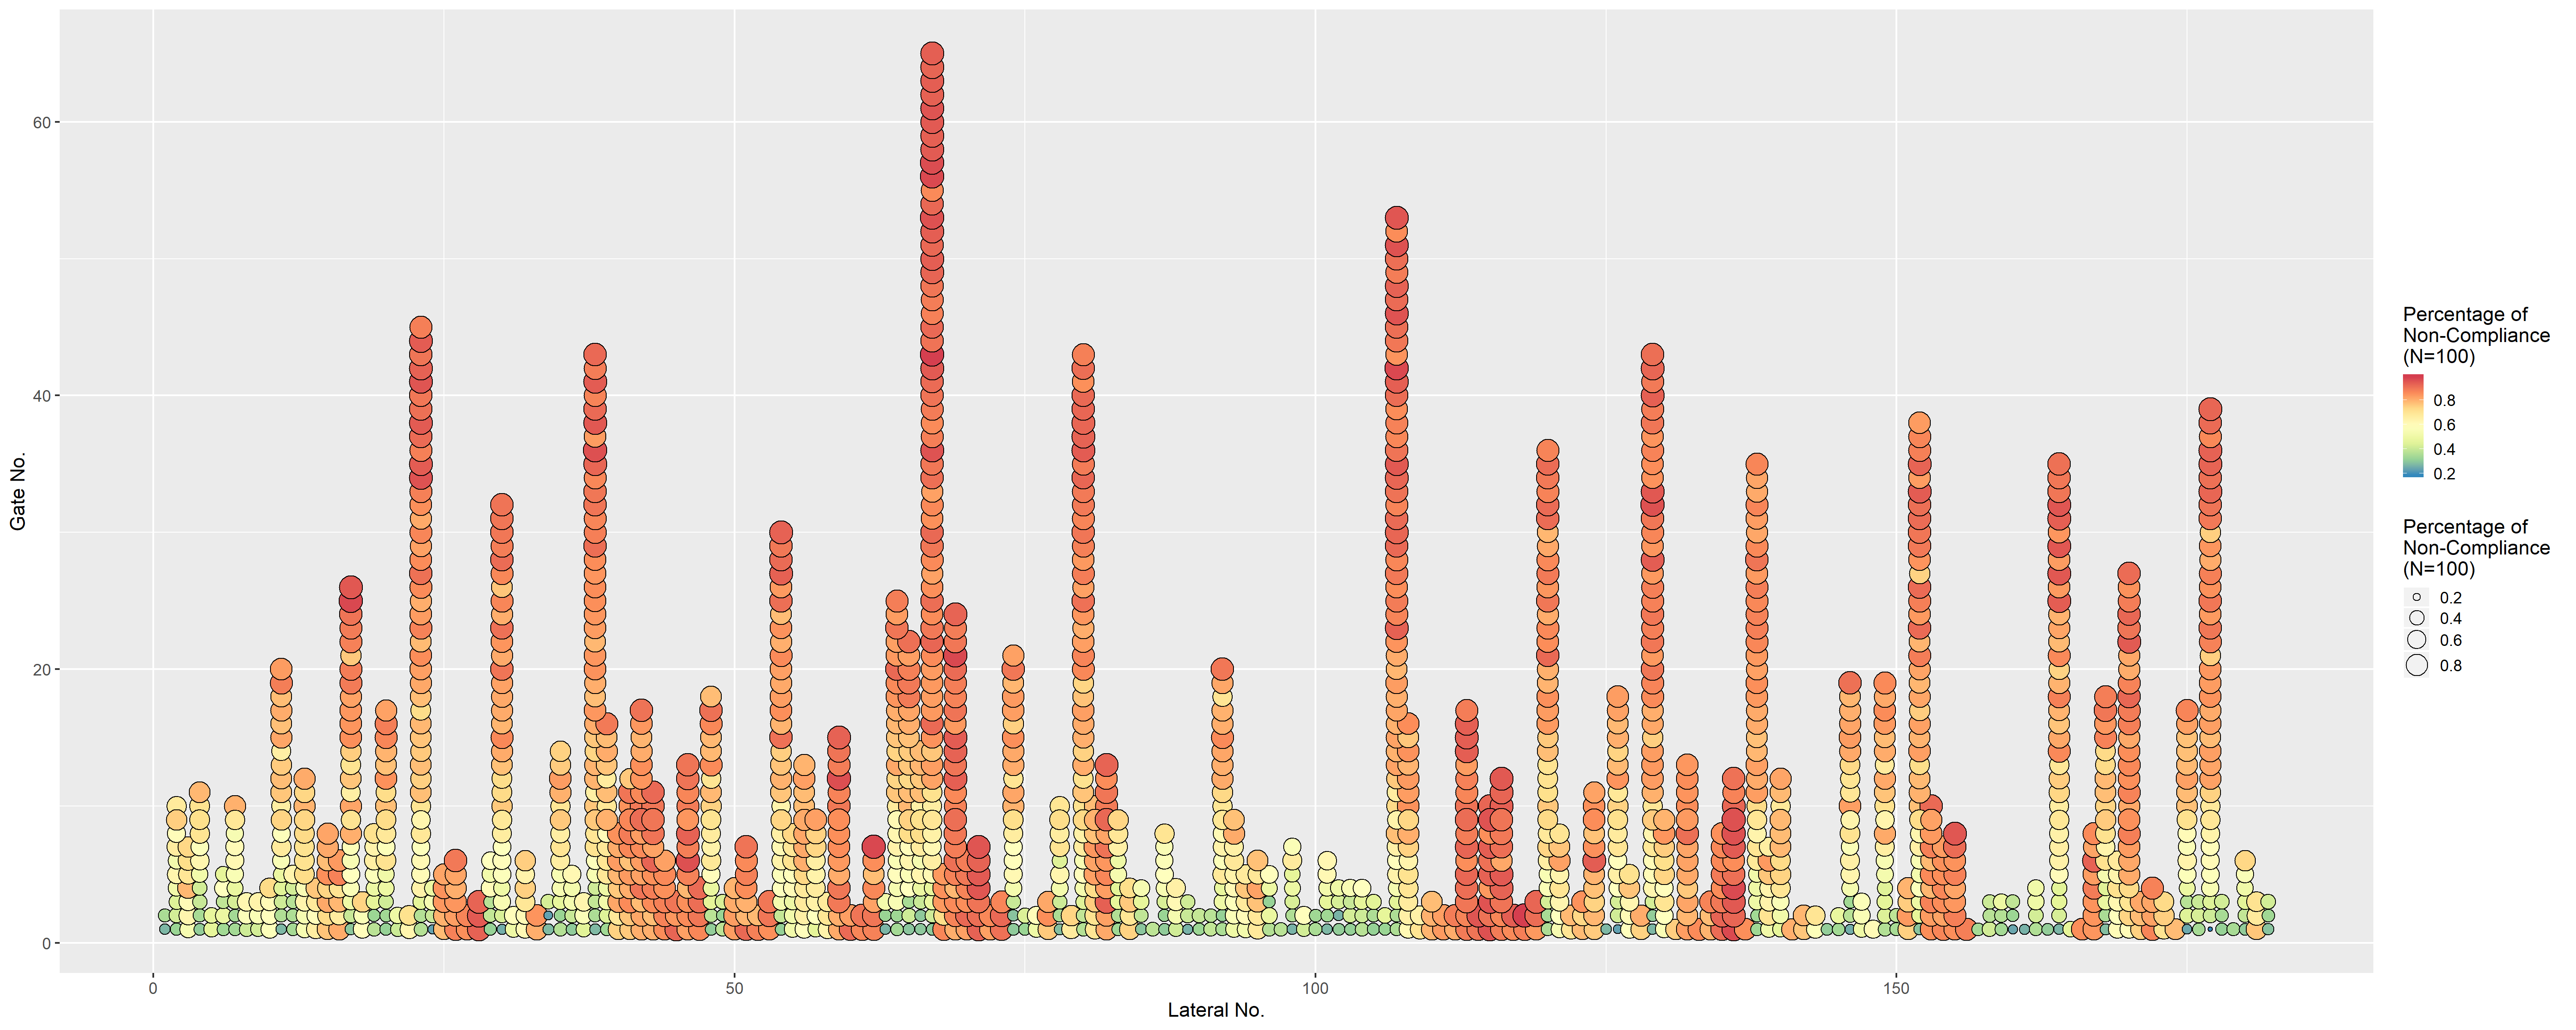 60
40
20
0
Gate No.
0
50
100
150
Lateral No.
Percentage of
Non-Compliance
(N=100)
0.8
0.6
0.4
0.2
Percentage of
Non-Compliance
(N=100)
0.2
0.4
0.6
0.8